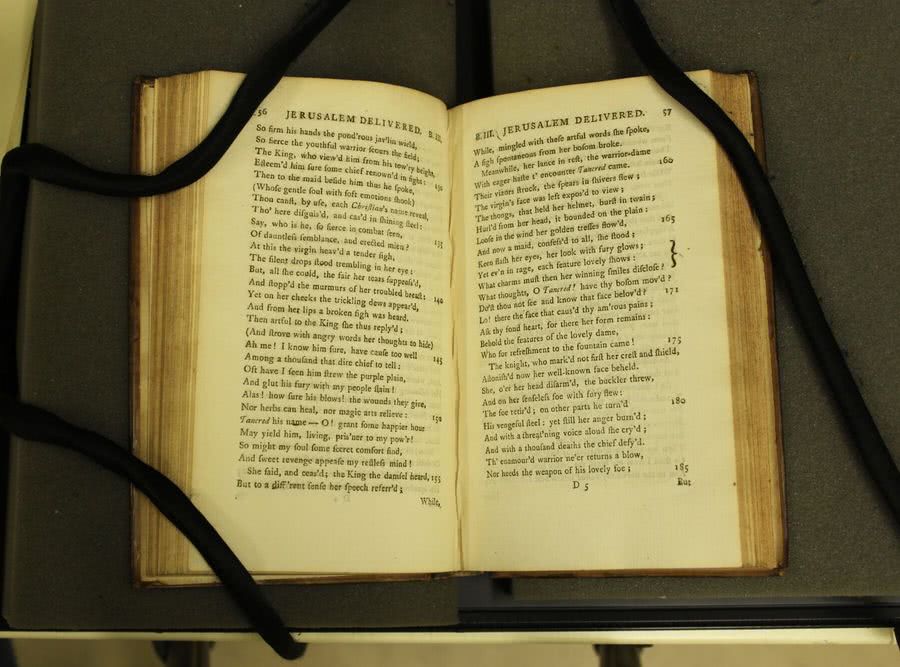 56 JERUSALEM DELIVERED. B. III.
So firm his hands the pond'rous jav'lin wield,
So fierce the youthful warrior ſcours the field;
The King, who view'd him from his tow'ry height,
Eſteem'd him ſure ſome chief renown'd in fight: 130
Then to the maid beſide him thus he ſpoke,
(Whoſe gentle ſoul with ſoft emotions ſhook)
Thou canſt, by uſe, each Chriſtian's name reveal,
Tho' here diſguis'd, and cas'd in ſhining ſteel:
Say, who is he, ſo fierce in combat ſeen, 135
Of dauntleſs ſemblance, and erected mien?
At this the virgin heav'd a tender ſigh,
The ſilent drops ſtood trembling in her eye:
But, all ſhe could, the fair her tears ſuppreſs'd,
And ſtopp'd the murmurs of her troubled breaſt: 140
Yet on her cheeks the trickling dews appear'd,
And from her lips a broken ſigh was heard.
Then artful to the King ſhe thus reply'd;
(And ſtrove with angry words her thoughts to hide)
Ah me! I know him ſure, have cauſe too well 145
Among a thouſand that dire chief to tell:
Oft have I ſeen him ſtrew the purple plain,
And glut his fury with my people ſlain!
Alas! how ſure his blows! the wounds they give,
Nor herbs can heal, nor magic arts relieve: 150
Tancred his name — O! grant ſome happier hour
May yield him, living, pris'ner to my pow'r!
So might my ſoul ſome ſecret comfort find,
And ſweet revenge appeaſe my reſtleſs mind!
She ſaid, and ceas'd; the King the damſel heard, 155
But to a diff'rent ſenſe her ſpeech referr'd;
While,
B. III. JERUSALEM DELIVERED. 57
While, mingled with theſe artful words ſhe ſpoke,
A ſigh ſpontaneous from her boſom broke.
Meanwhile, her lance in reſt, the warrior-dame
With eager haſte t' encounter Tancred came. 160
Their vizors ſtruck, the ſpears in ſhivers flew;
The virgin's face was left expos'd to view;
The thongs, that held her helmet, burſt in twain;
Hurl'd from her head, it bounded on the plain:
Looſe in the wind her golden treſſes flow'd, 165
And now a maid, confeſs'd to all, ſhe ſtood;
Keen flaſh her eyes, her look with fury glows;
Yet ev'n in rage, each feature lovely ſhows:
What charms muſt then her winning ſmiles diſcloſe?
What thoughts, O Tancred! have thy boſom mov'd?
Do'ſt thou not ſee and know that face belov'd? 171
Lo! there the face that caus'd thy am'rous pains;
Aſk thy fond heart, for there her form remains:
Behold the features of the lovely dame,
Who for refreſhment to the fountain came! 175
The knight, who mark'd not firſt her creſt and ſhield,
Aſtoniſh'd now her well-known face beheld.
She, o'er her head diſarm'd, the buckler threw,
And on her ſenſeleſs foe with fury flew:
The foe retir'd; on other parts he turn'd 180
His vengeful ſteel: yet ſtill her anger burn'd;
And with a threat'ning voice aloud ſhe cry'd;
And with a thouſand deaths the chief defy'd.
Th' enamour'd warrior ne'er returns a blow,
Nor heeds the weapon of his lovely foe; 185
D 5 But